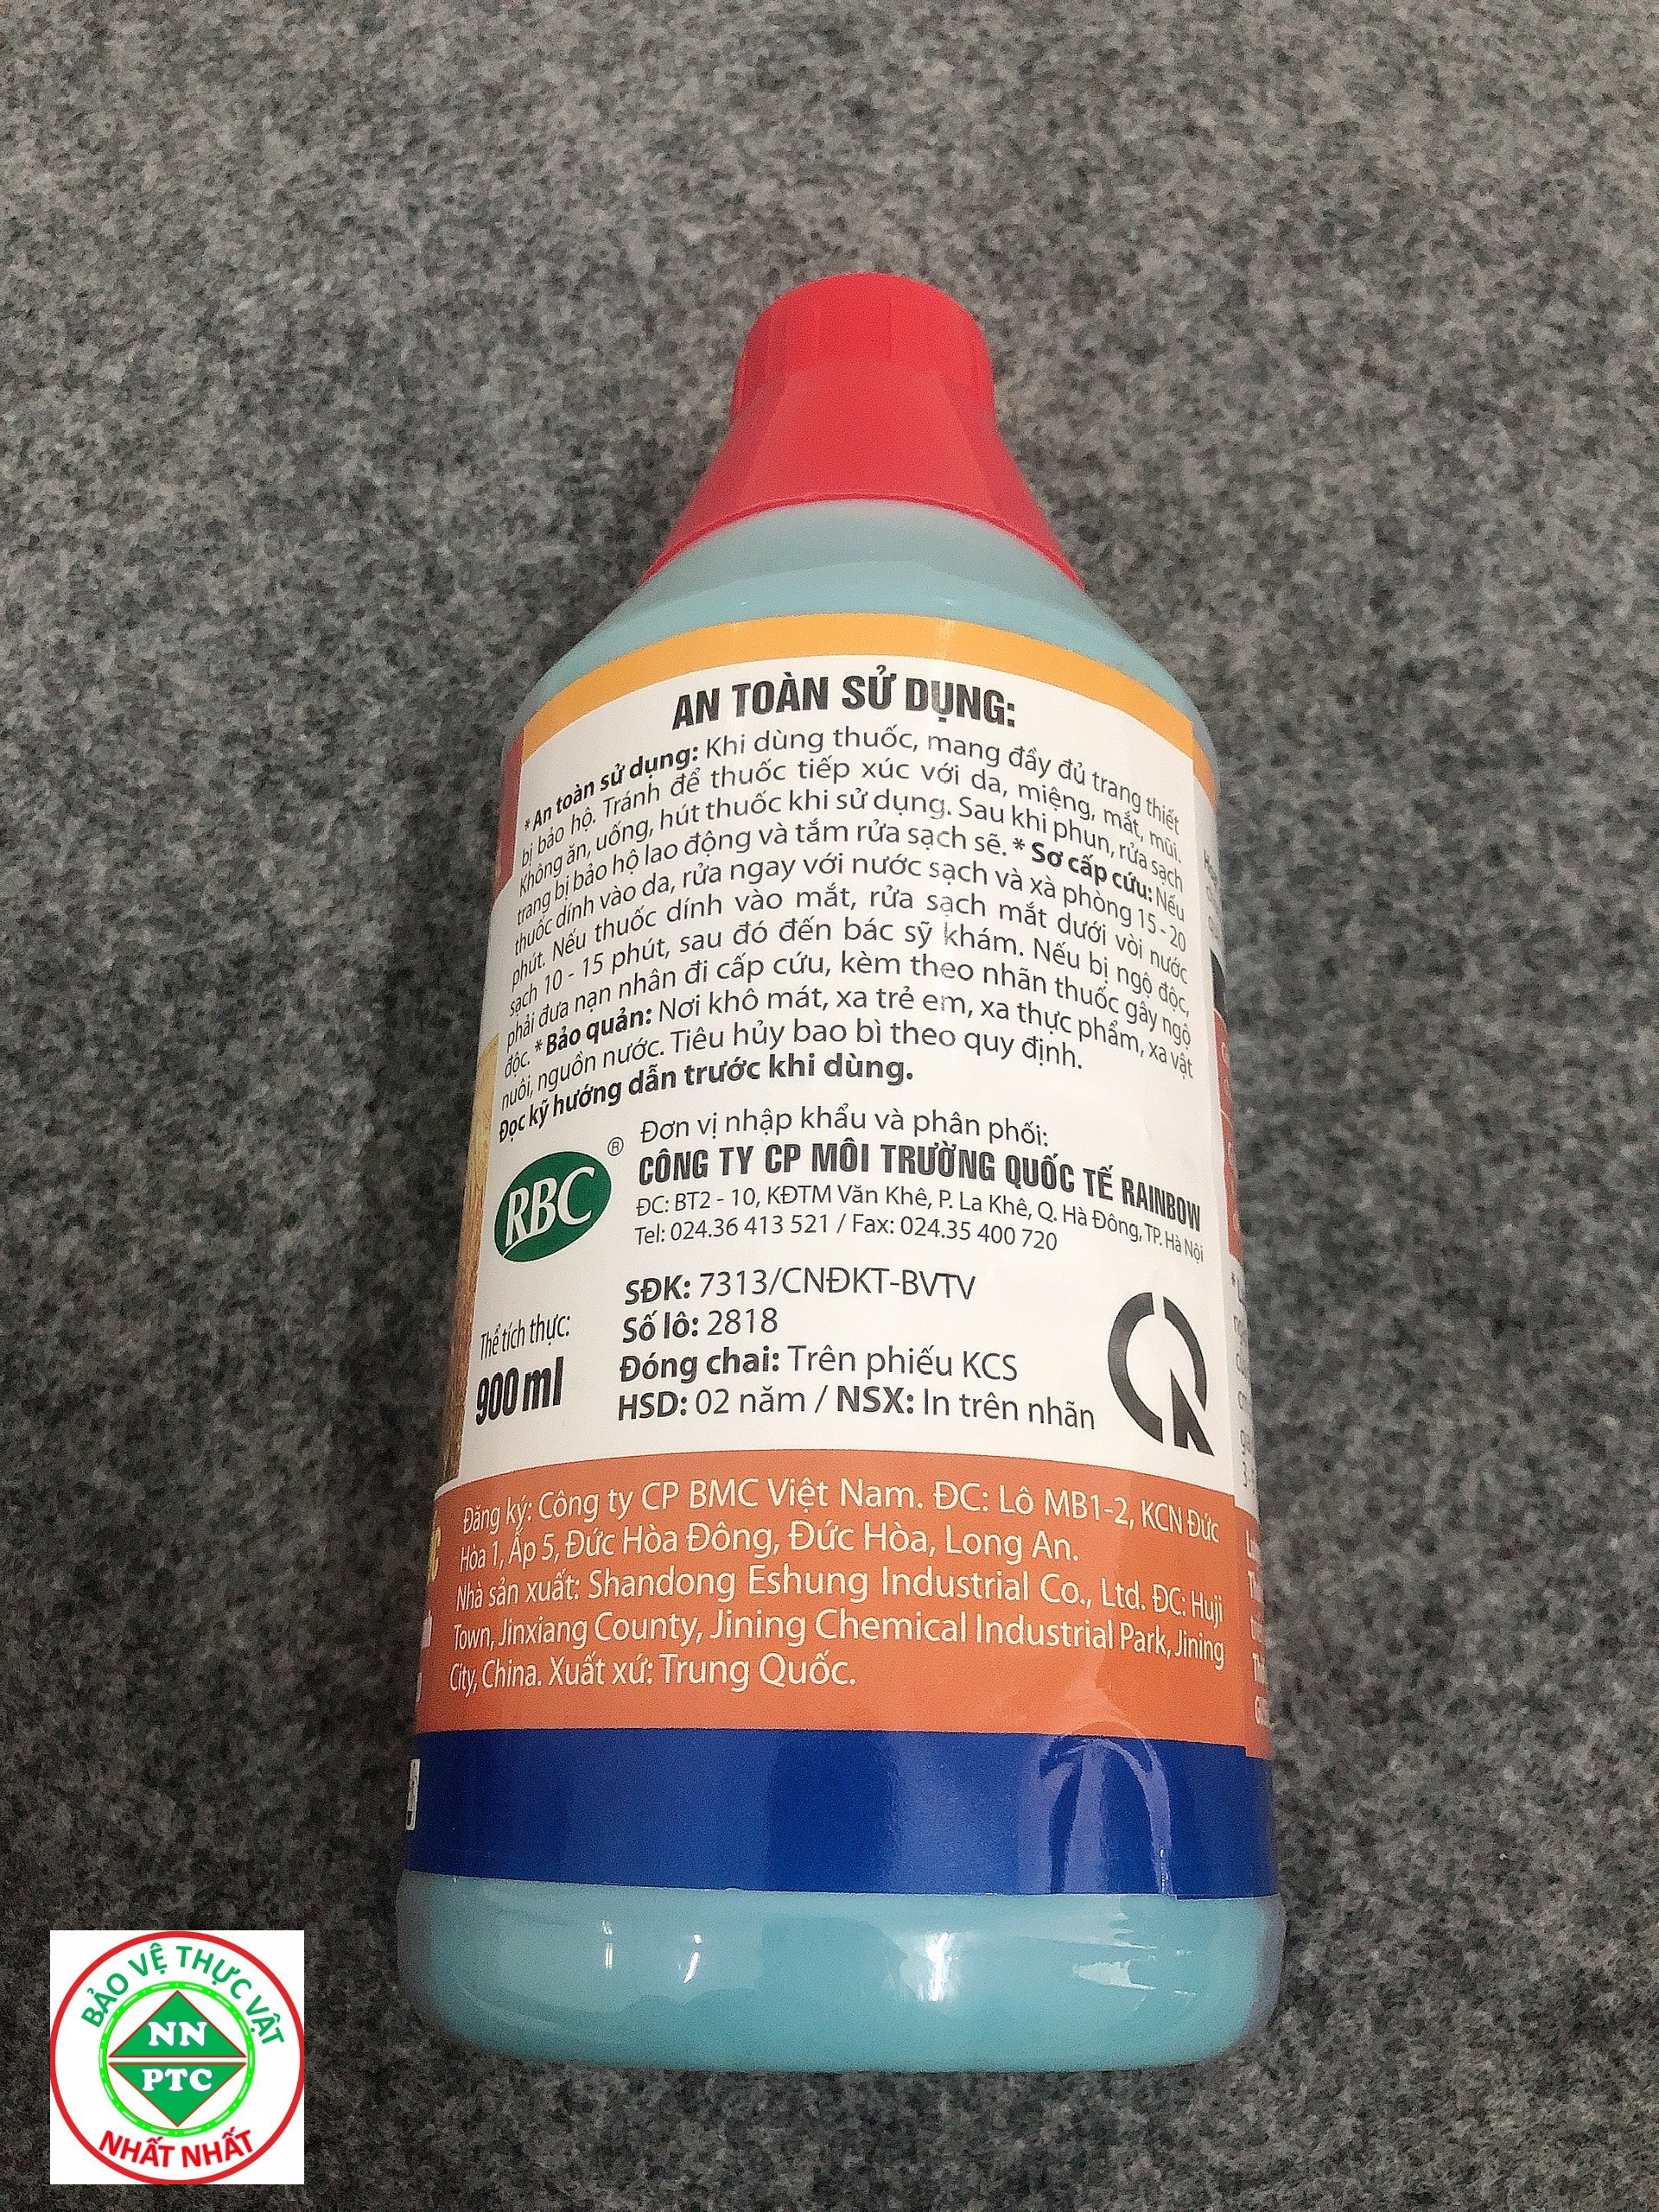 AN TOÀN SỬ DỤNG:
* An toàn sử dụng: Khi dùng thuốc, mang đầy đủ trang thiết
bị bảo hộ. Tránh để thuốc tiếp xúc với da, miệng, mắt, mũi.
Không ăn, uống, hút thuốc khi sử dụng. Sau khi phun, rửa sạch
trang bị bảo hộ lao động và tắm rửa sạch sẽ. * Sơ cấp cứu: Nếu
thuốc dính vào da, rửa ngay với nước sạch và xà phòng 15 - 20
phút. Nếu thuốc dính vào mắt, rửa sạch mắt dưới vòi nước
sạch 10 - 15 phút, sau đó đến bác sỹ khám. Nếu bị ngộ độc,
phải đưa nạn nhân đi cấp cứu, kèm theo nhãn thuốc gây ngộ
độc. * Bảo quản: Nơi khô mát, xa trẻ em, xa thực phẩm, xa vật
nuôi, nguồn nước. Tiêu hủy bao bì theo quy định.
Đọc kỹ hướng dẫn trước khi dùng.
Đơn vị nhập khẩu và phân phối:
RBC ®
CÔNG TY CP MÔI TRƯỜNG QUỐC TẾ RAINBOW
ĐC: BT2 - 10, KĐTM Văn Khê, P. La Khê, Q. Hà Đông, TP. Hà Nội
Tel: 024.36 413 521 / Fax: 024.35 400 720
SĐK: 7313/CNĐKT-BVTV
Số lô: 2818
Đóng chai: Trên phiếu KCS
HSD: 02 năm / NSX: In trên nhãn
Thể tích thực:
900 ml
Đăng ký: Công ty CP BMC Việt Nam. ĐC: Lô MB1-2, KCN Đức
Hòa 1, Ấp 5, Đức Hòa Đông, Đức Hòa, Long An.
Nhà sản xuất: Shandong Eshung Industrial Co., Ltd. ĐC: Huji
Town, Jinxiang County, Jining Chemical Industrial Park, Jining
City, China. Xuất xứ: Trung Quốc.
BẢO VỆ THỰC VẬT
NN
PTC
NHẤT NHẤT